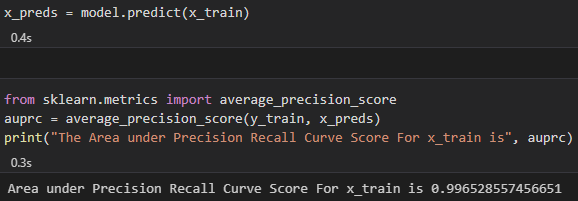 x_preds = model.predict(x_train)
0.4s
from sklearn.metrics import average_precision_score
auprc = average_precision_score(y_train, x_preds)
print("The Area under Precision Recall Curve Score For x_train is", auprc)
0.3s
Area under Precision Recall Curve Score For x_train is 0.996528557456651